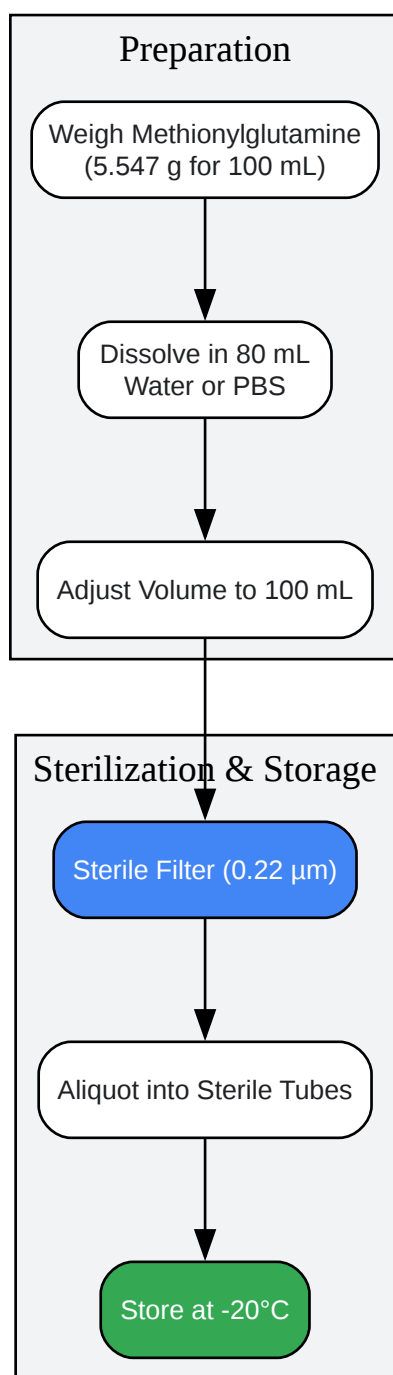 Preparation
Weigh Methionylglutamine
(5.547 g for 100 mL)
Dissolve in 80 mL
Water or PBS
Adjust Volume to 100 mL
Sterilization & Storage
Sterile Filter (0.22 µm)
Aliquot into Sterile Tubes
Store at -20°C